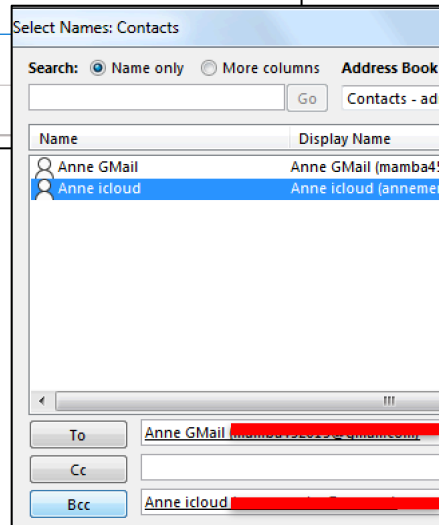 Select Names: Contacts
Search: Name only More columns Address Book
Go Contacts - ad
Name Display Name
Anne GMail Anne GMail (mamba45
Anne icloud Anne icloud (annemer
To Anne GMail
Cc
Bcc Anne icloud